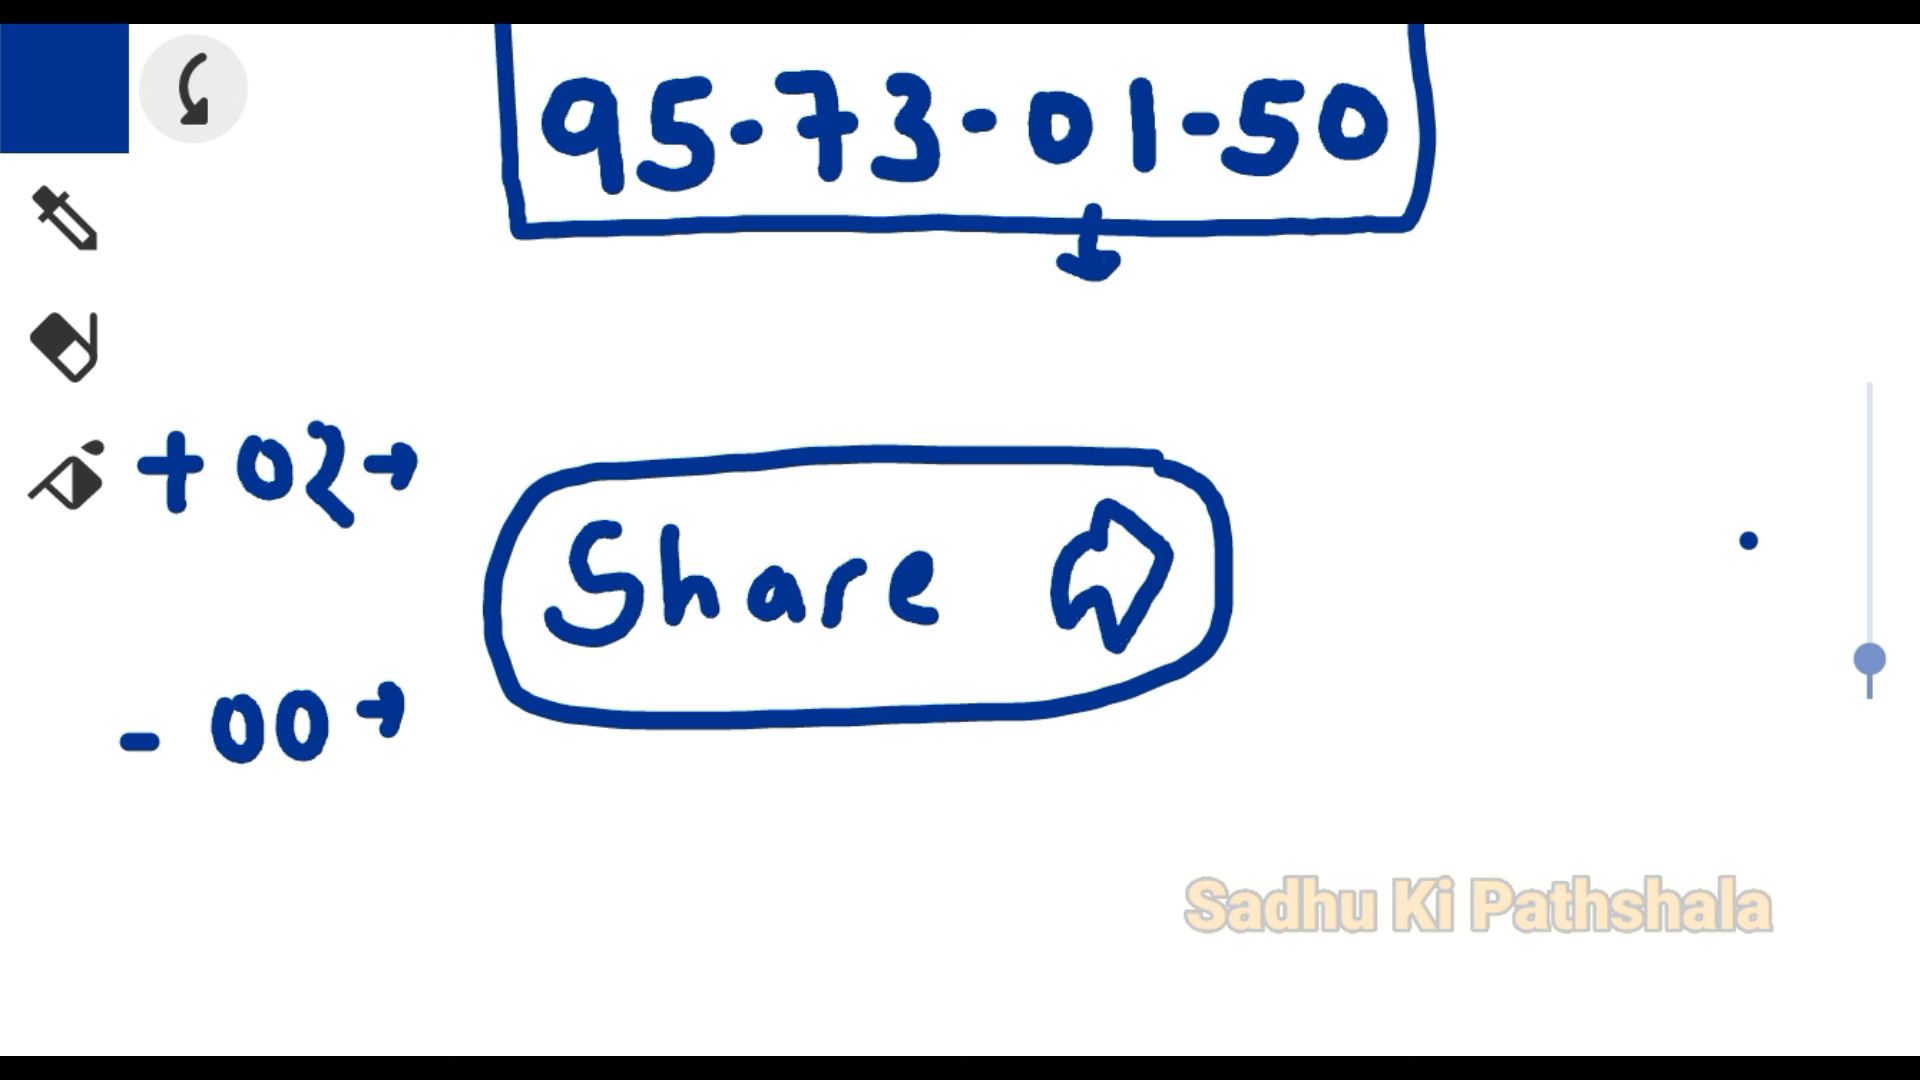 95-73-01-50
+ 02 →
Share
- 00 →
Sadhu Ki Pathshala